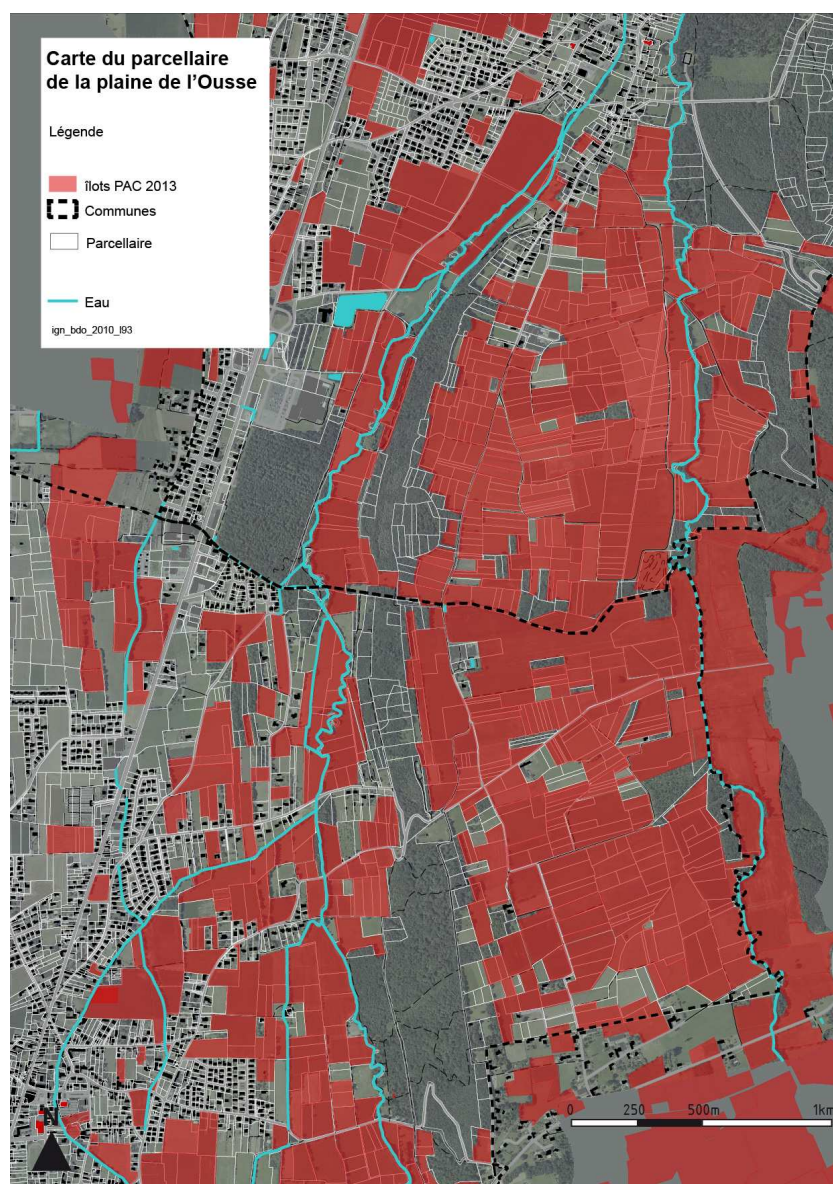 Carte du parcellaire
de la plaine de l'Ousse
Légende
îlots PAC 2013
Communes
Parcellaire
Eau
ign_bdo_2010_l93
N
0 250 500m 1km